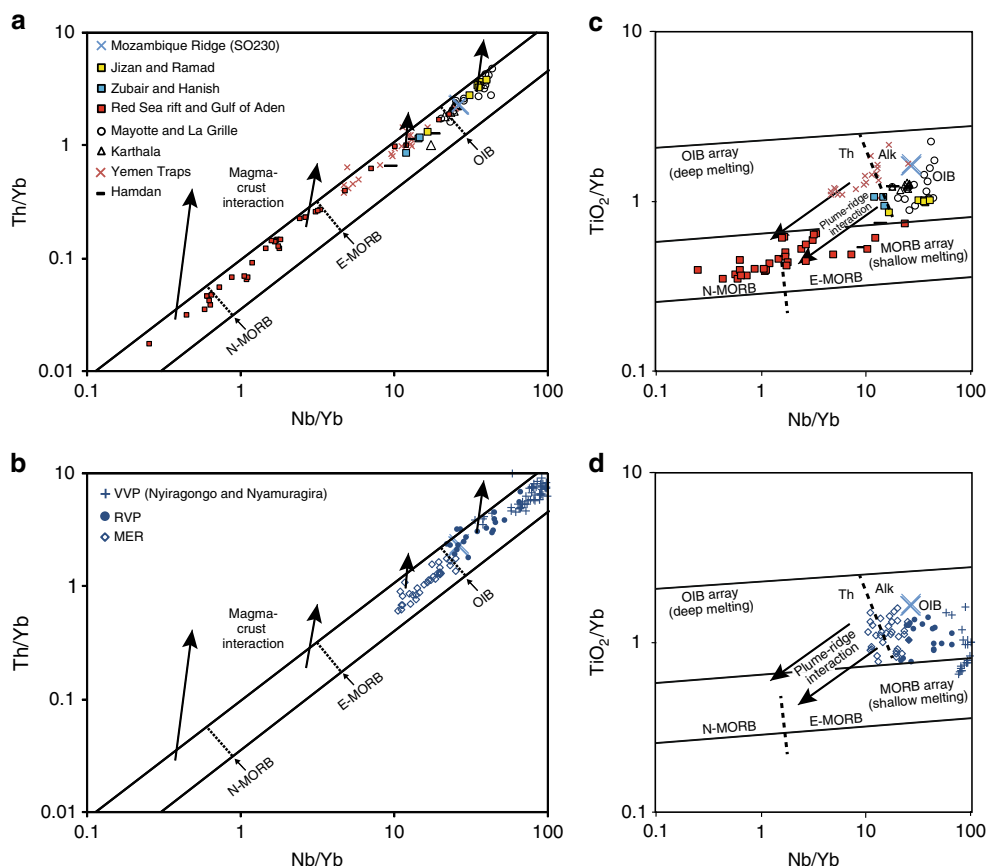 a
10
1
0.1
0.01
Th/Yb
Mozambique Ridge (SO230)
Jizan and Ramad
Zubair and Hanish
Red Sea rift and Gulf of Aden
Mayotte and La Grille
Karthala
Yemen Traps
Hamdan
Magma-
crust
interaction
OIB
E-MORB
N-MORB
0.1
1
10
100
Nb/Yb
c
10
1
0.1
TiO₂/Yb
OIB array
(deep melting)
Th
Alk
OIB
Plume-ridge
interaction
MORB array
(shallow melting)
N-MORB
E-MORB
0.1
1
10
100
Nb/Yb
b
10
1
0.1
0.01
Th/Yb
VVP (Nyiragongo and Nyamuragira)
RVP
MER
Magma-
crust
interaction
OIB
E-MORB
N-MORB
0.1
1
10
100
Nb/Yb
d
10
1
0.1
TiO₂/Yb
OIB array
(deep melting)
Th
Alk
OIB
Plume-ridge
interaction
MORB array
(shallow melting)
N-MORB
E-MORB
0.1
1
10
100
Nb/Yb